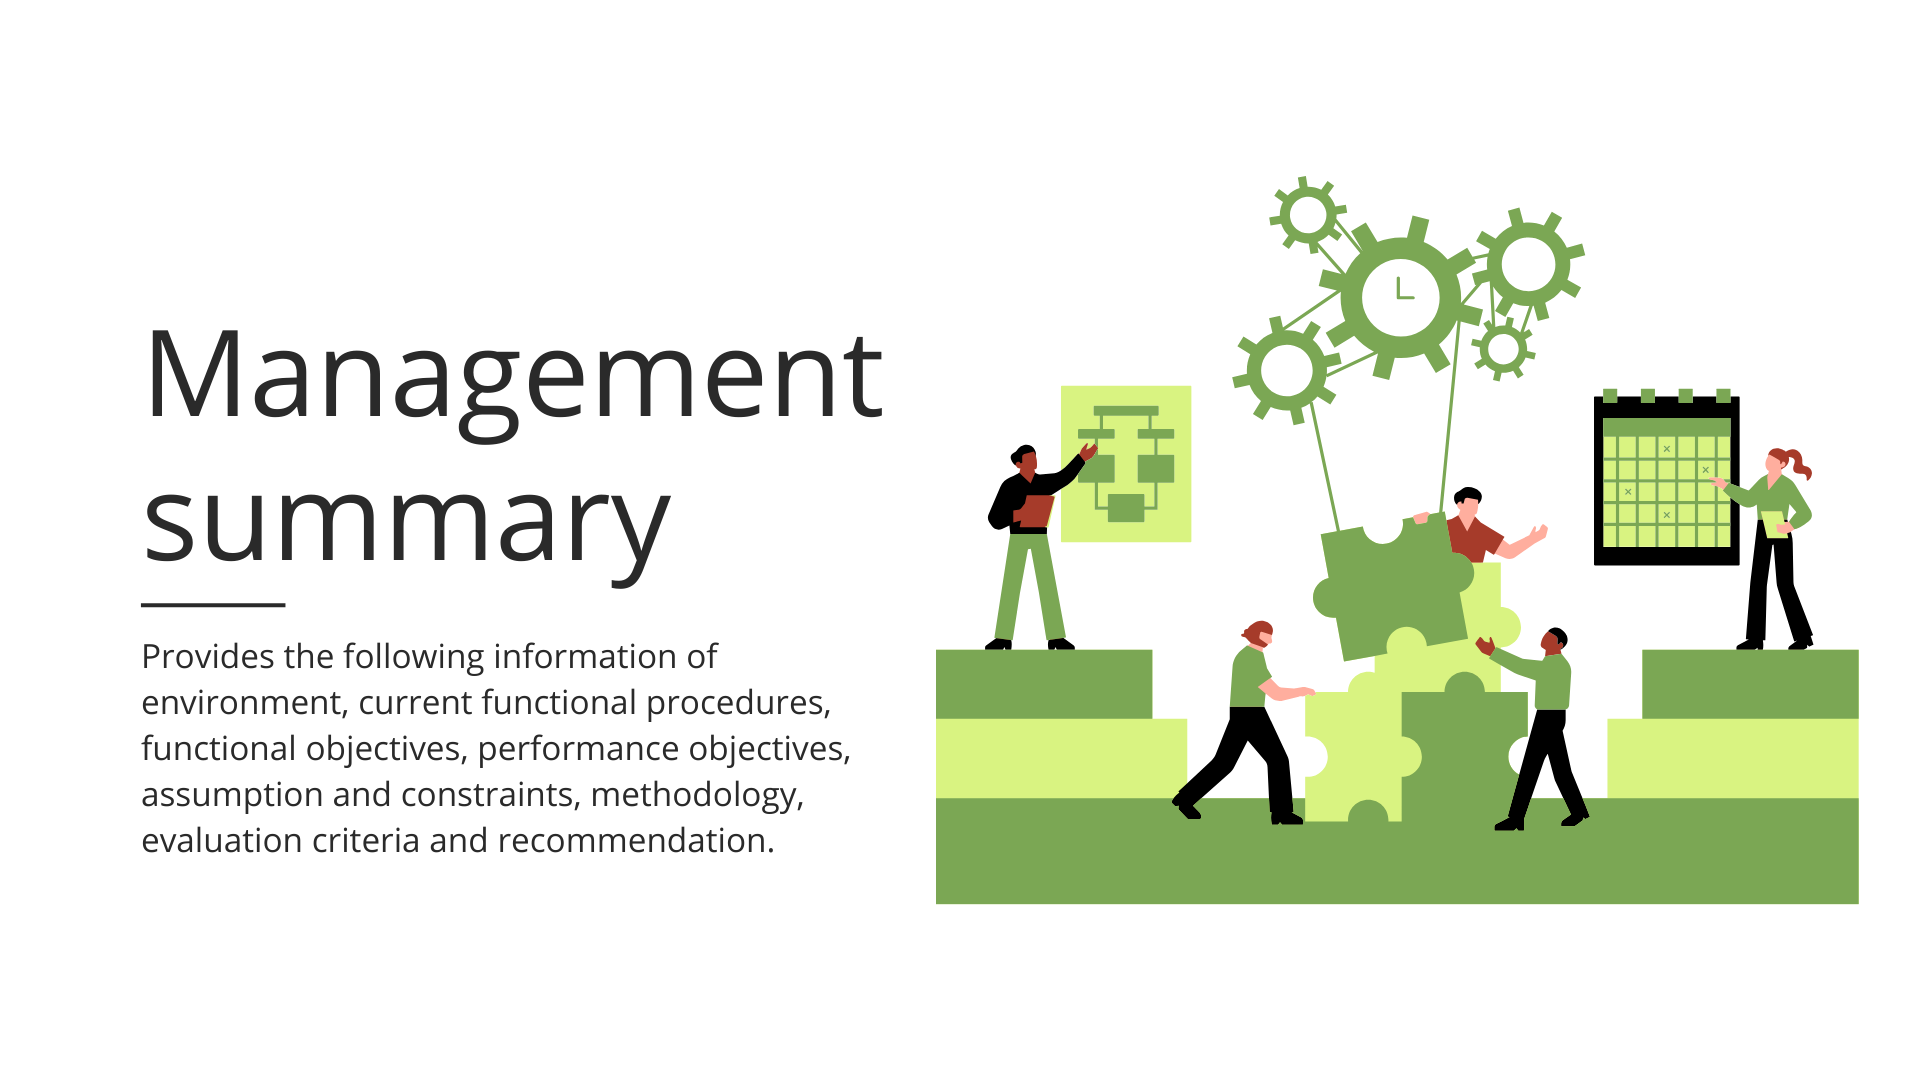 Management
summary
Provides the following information of
environment, current functional procedures,
functional objectives, performance objectives,
assumption and constraints, methodology,
evaluation criteria and recommendation.